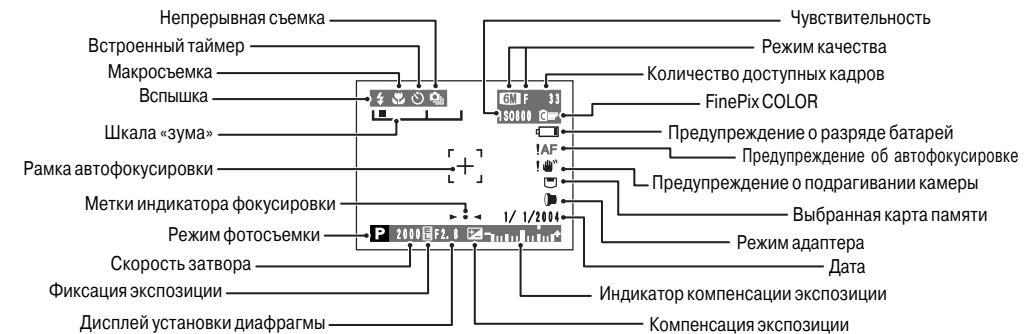 Непрерывная съемка
Встроенный таймер
Макросъемка
Вспышка
Шкала «зума»
Рамка автофокусировки
Метки индикатора фокусировки
Режим фотосъемки
Скорость затвора
Фиксация экспозиции
Дисплей установки диафрагмы
6M F 33
ISO800
!AF
!
1/ 1/2004
P 2000 F2.8
Чувствительность
Режим качества
Количество доступных кадров
FinePix COLOR
Предупреждение о разряде батарей
Предупреждение об автофокусировке
Предупреждение о подрагивании камеры
Выбранная карта памяти
Режим адаптера
Дата
Индикатор компенсации экспозиции
Компенсация экспозиции